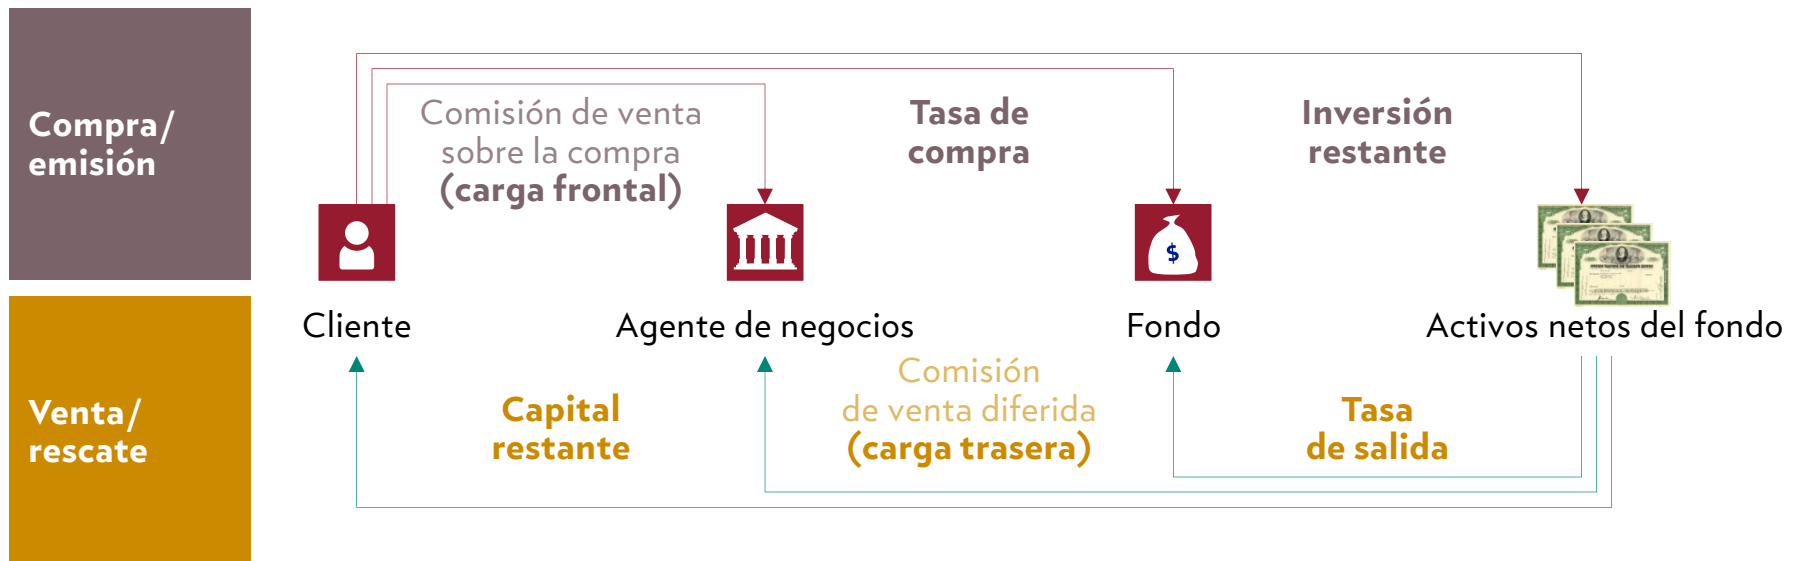 Compra/
emisión
Comisión de venta
sobre la compra
(carga frontal)
Tasa de
compra
Inversión
restante
$
Cliente
Agente de negocios
Fondo
Activos netos del fondo
Venta/
rescate
Capital
restante
Comisión
de venta diferida
(carga trasera)
Tasa
de salida